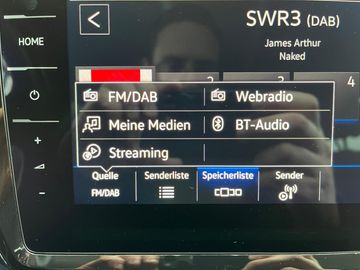 SWR3 (DAB)
HOME
James Arthur
Naked
2
3
4
FM/DAB
Webradio
Meine Medien
BT-Audio
Streaming
Quelle
Senderliste
Speicherliste
Sender
FM/DAB